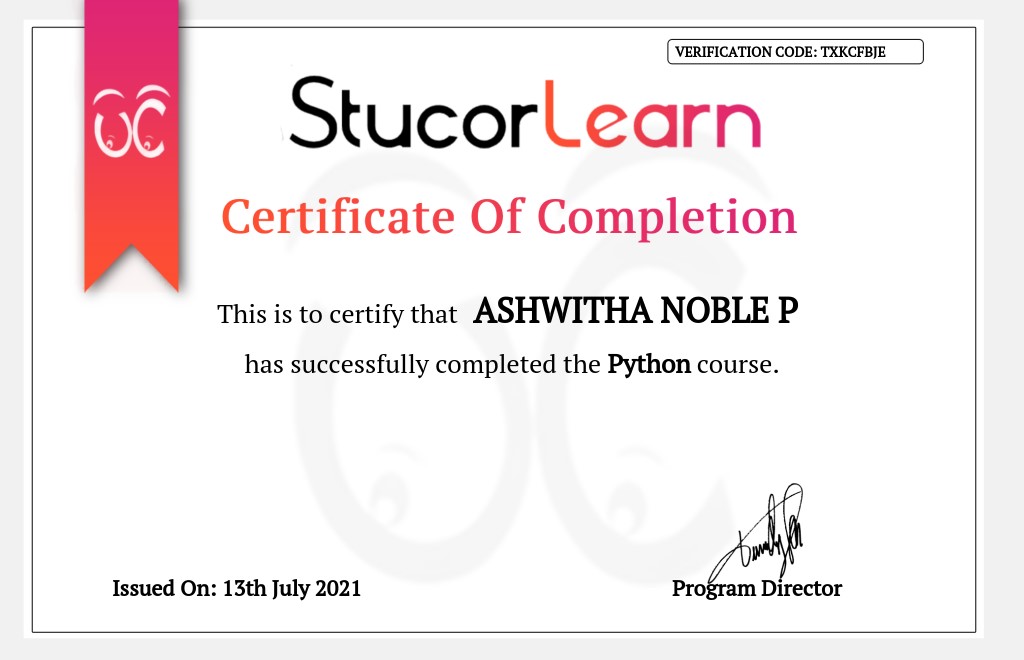 VERIFICATION CODE: TXKCFBJE
StucorLearn
Certificate Of Completion
This is to certify that ASHWITHA NOBLE P
has successfully completed the Python course.
Issued On: 13th July 2021
Program Director